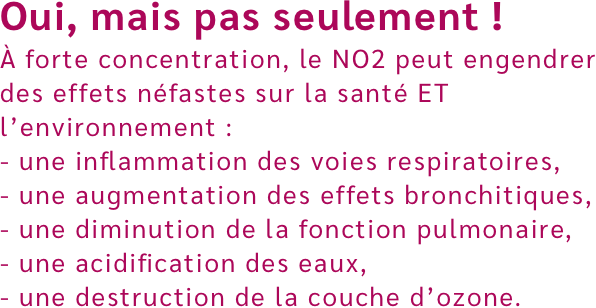 Oui, mais pas seulement !
À forte concentration, le NO2 peut engendrer
des effets néfastes sur la santé ET
l’environnement :
- une inflammation des voies respiratoires,
- une augmentation des effets bronchitiques,
- une diminution de la fonction pulmonaire,
- une acidification des eaux,
- une destruction de la couche d’ozone.